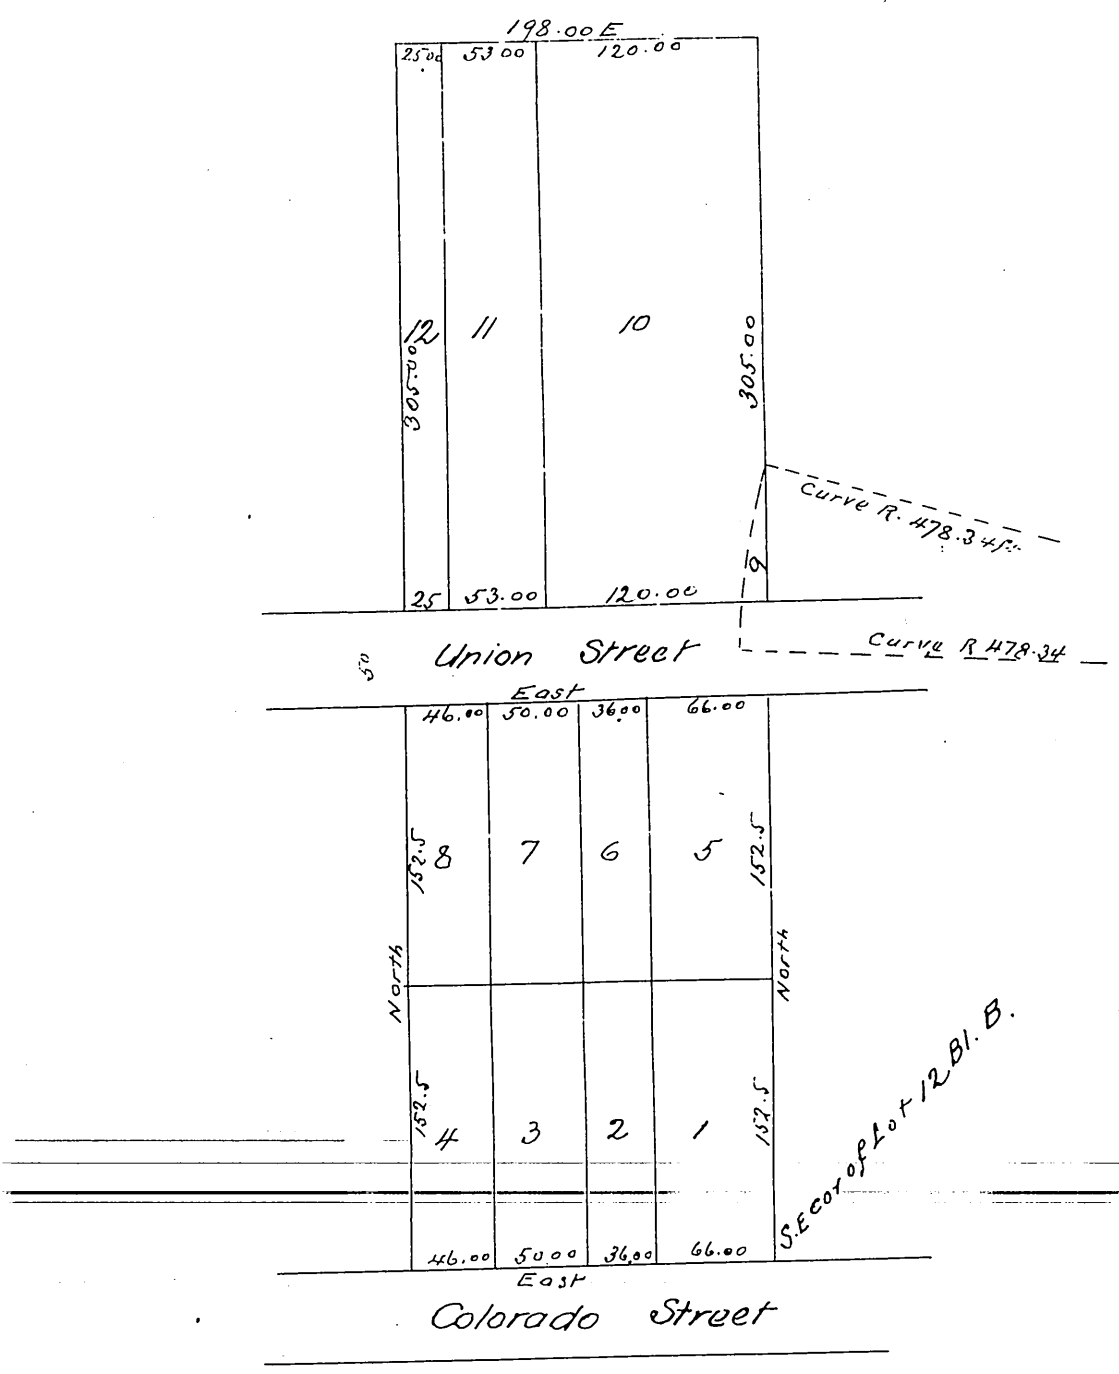 198.00 E
25.00 53.00 120.00
12 11 10
305.00 305.00
Curve R. 478.345
9
25 53.00 120.00
Union Street
50
Curve R 478.34
East
46.00 50.00 36.00 66.00
152.5 8 7 6 5 152.5
North North
152.5 4 3 2 1 152.5
S.E cor of Lot 12 Bl. B.
46.00 50.00 36.00 66.00
East
Colorado Street